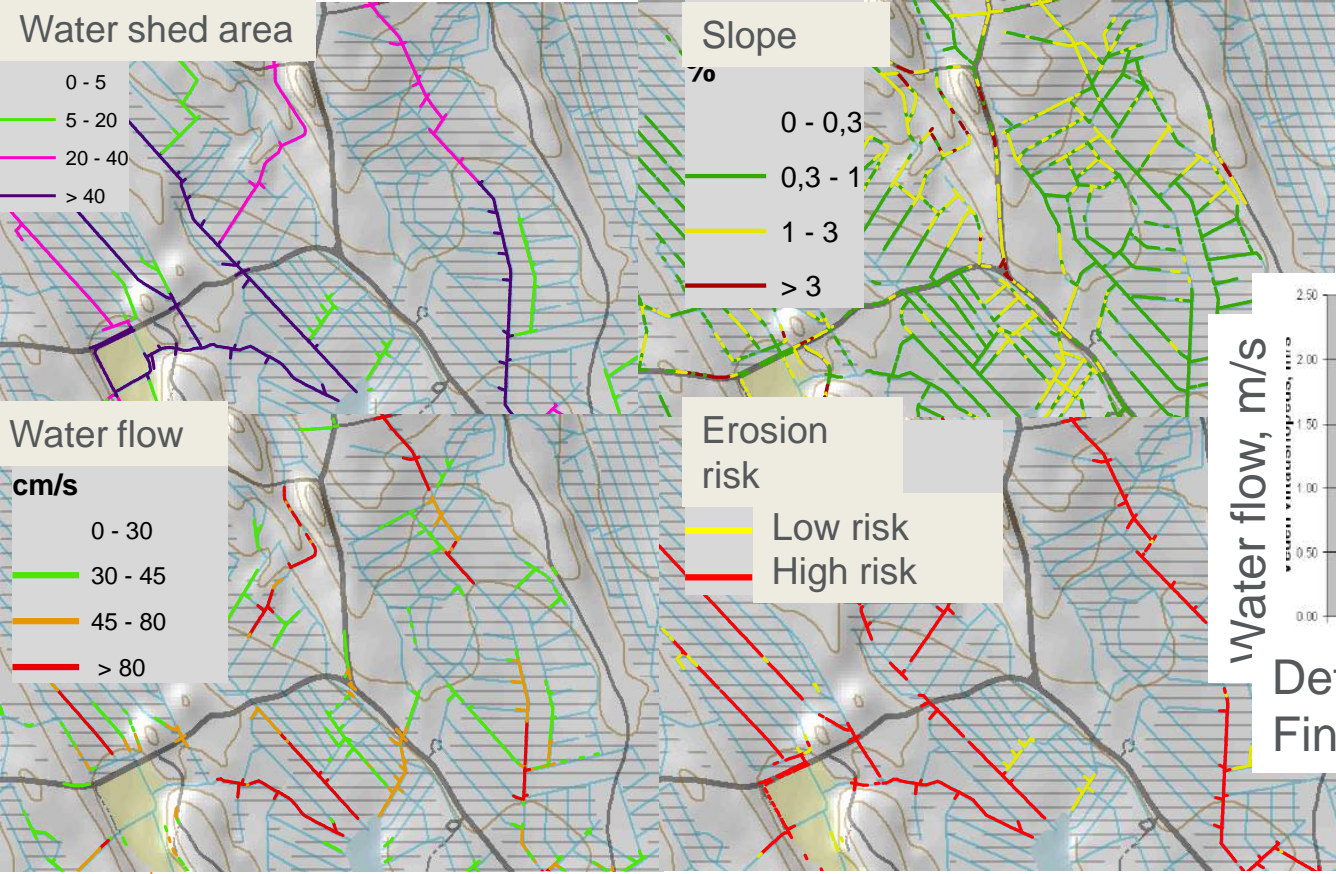 Water shed area
0 - 5
5 - 20
20 - 40
> 40
Slope
%
0 - 0,3
0,3 - 1
1 - 3
> 3
Water flow
cm/s
0 - 30
30 - 45
45 - 80
> 80
Erosion
risk
Low risk
High risk
Water flow, m/s
2.50
2.00
1.50
1.00
0.50
0.00
Det
Fin